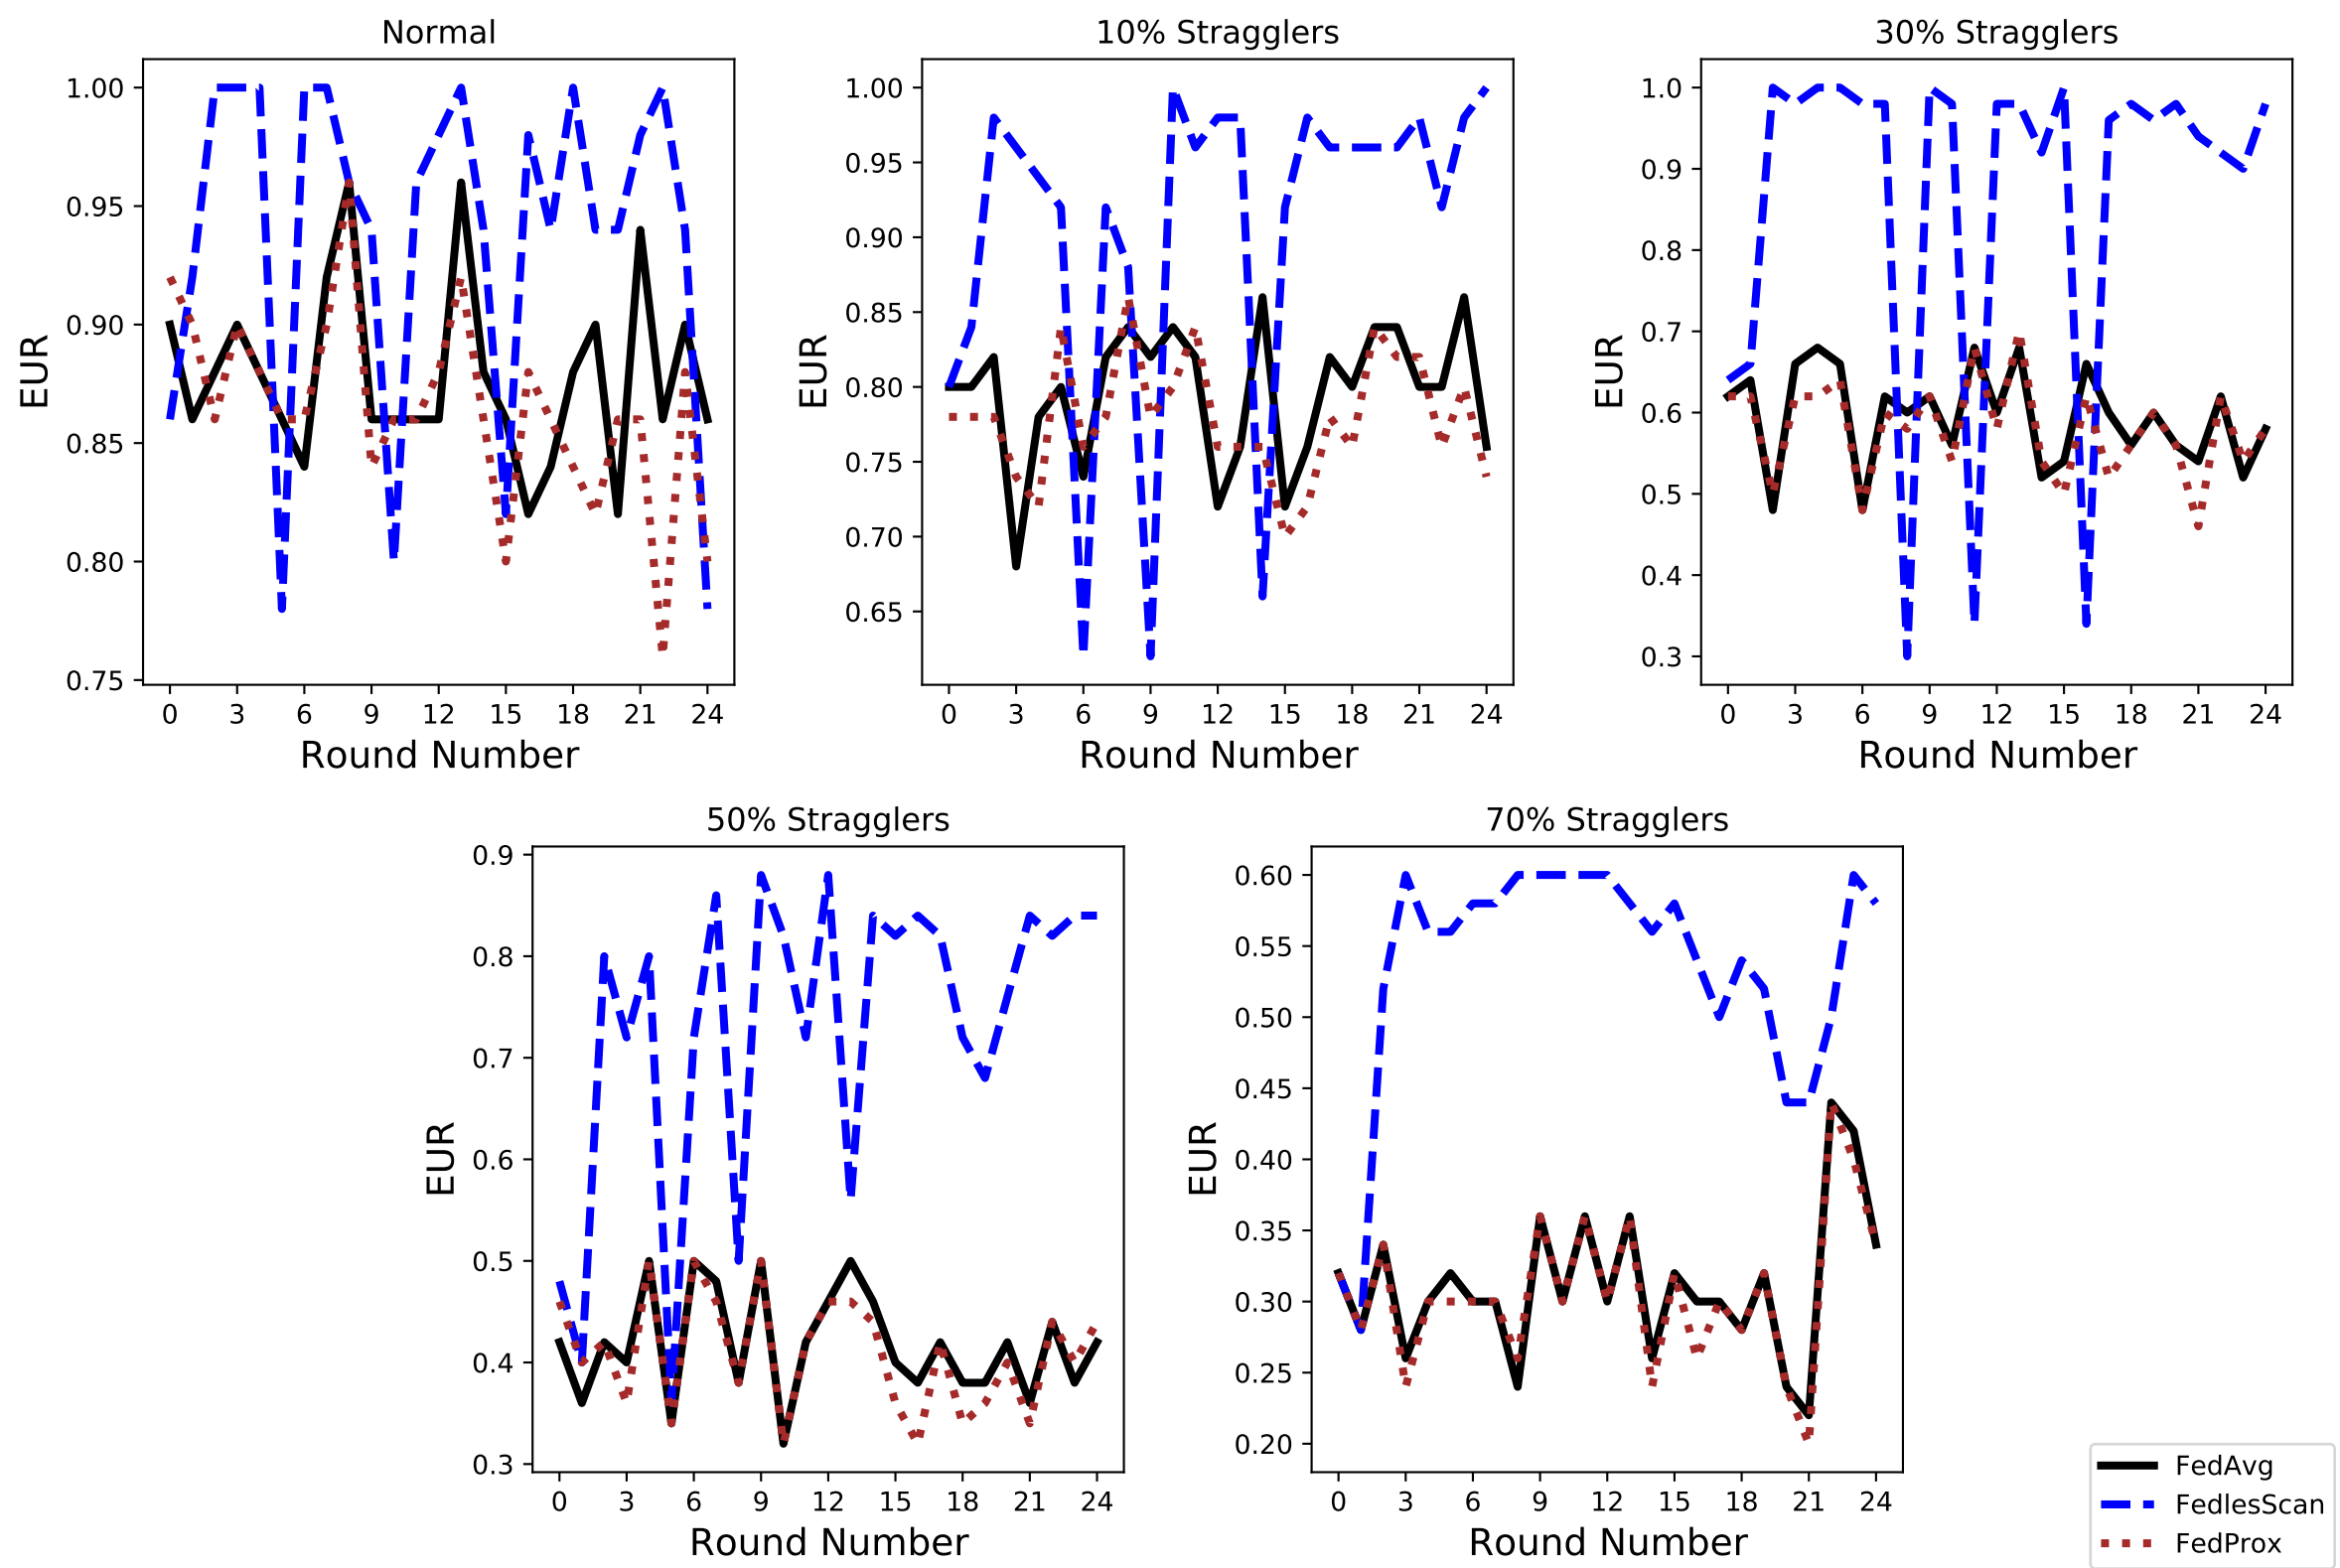 Normal
1.00
0.95
0.90
0.85
0.80
0.75
EUR
0 3 6 9 12 15 18 21 24
Round Number
10% Stragglers
1.00
0.95
0.90
0.85
0.80
0.75
0.70
0.65
EUR
0 3 6 9 12 15 18 21 24
Round Number
30% Stragglers
1.0
0.9
0.8
0.7
0.6
0.5
0.4
0.3
EUR
0 3 6 9 12 15 18 21 24
Round Number
50% Stragglers
0.9
0.8
0.7
0.6
0.5
0.4
0.3
EUR
0 3 6 9 12 15 18 21 24
Round Number
70% Stragglers
0.60
0.55
0.50
0.45
0.40
0.35
0.30
0.25
0.20
EUR
0 3 6 9 12 15 18 21 24
Round Number
FedAvg
FedlesScan
FedProx